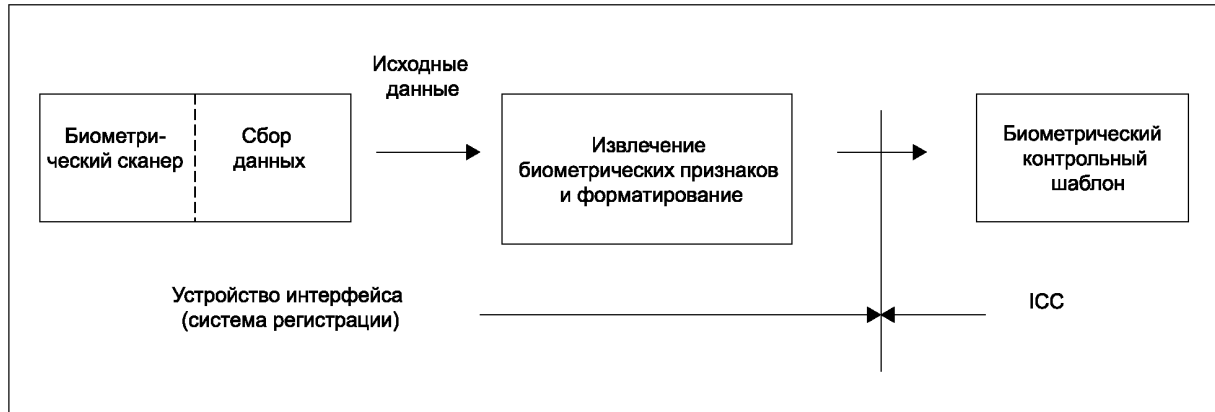 Исходные
данные
Биометри-
ческий сканер
Сбор
данных
Извлечение
биометрических признаков
и форматирование
Биометрический
контрольный
шаблон
Устройство интерфейса
(система регистрации)
ICC